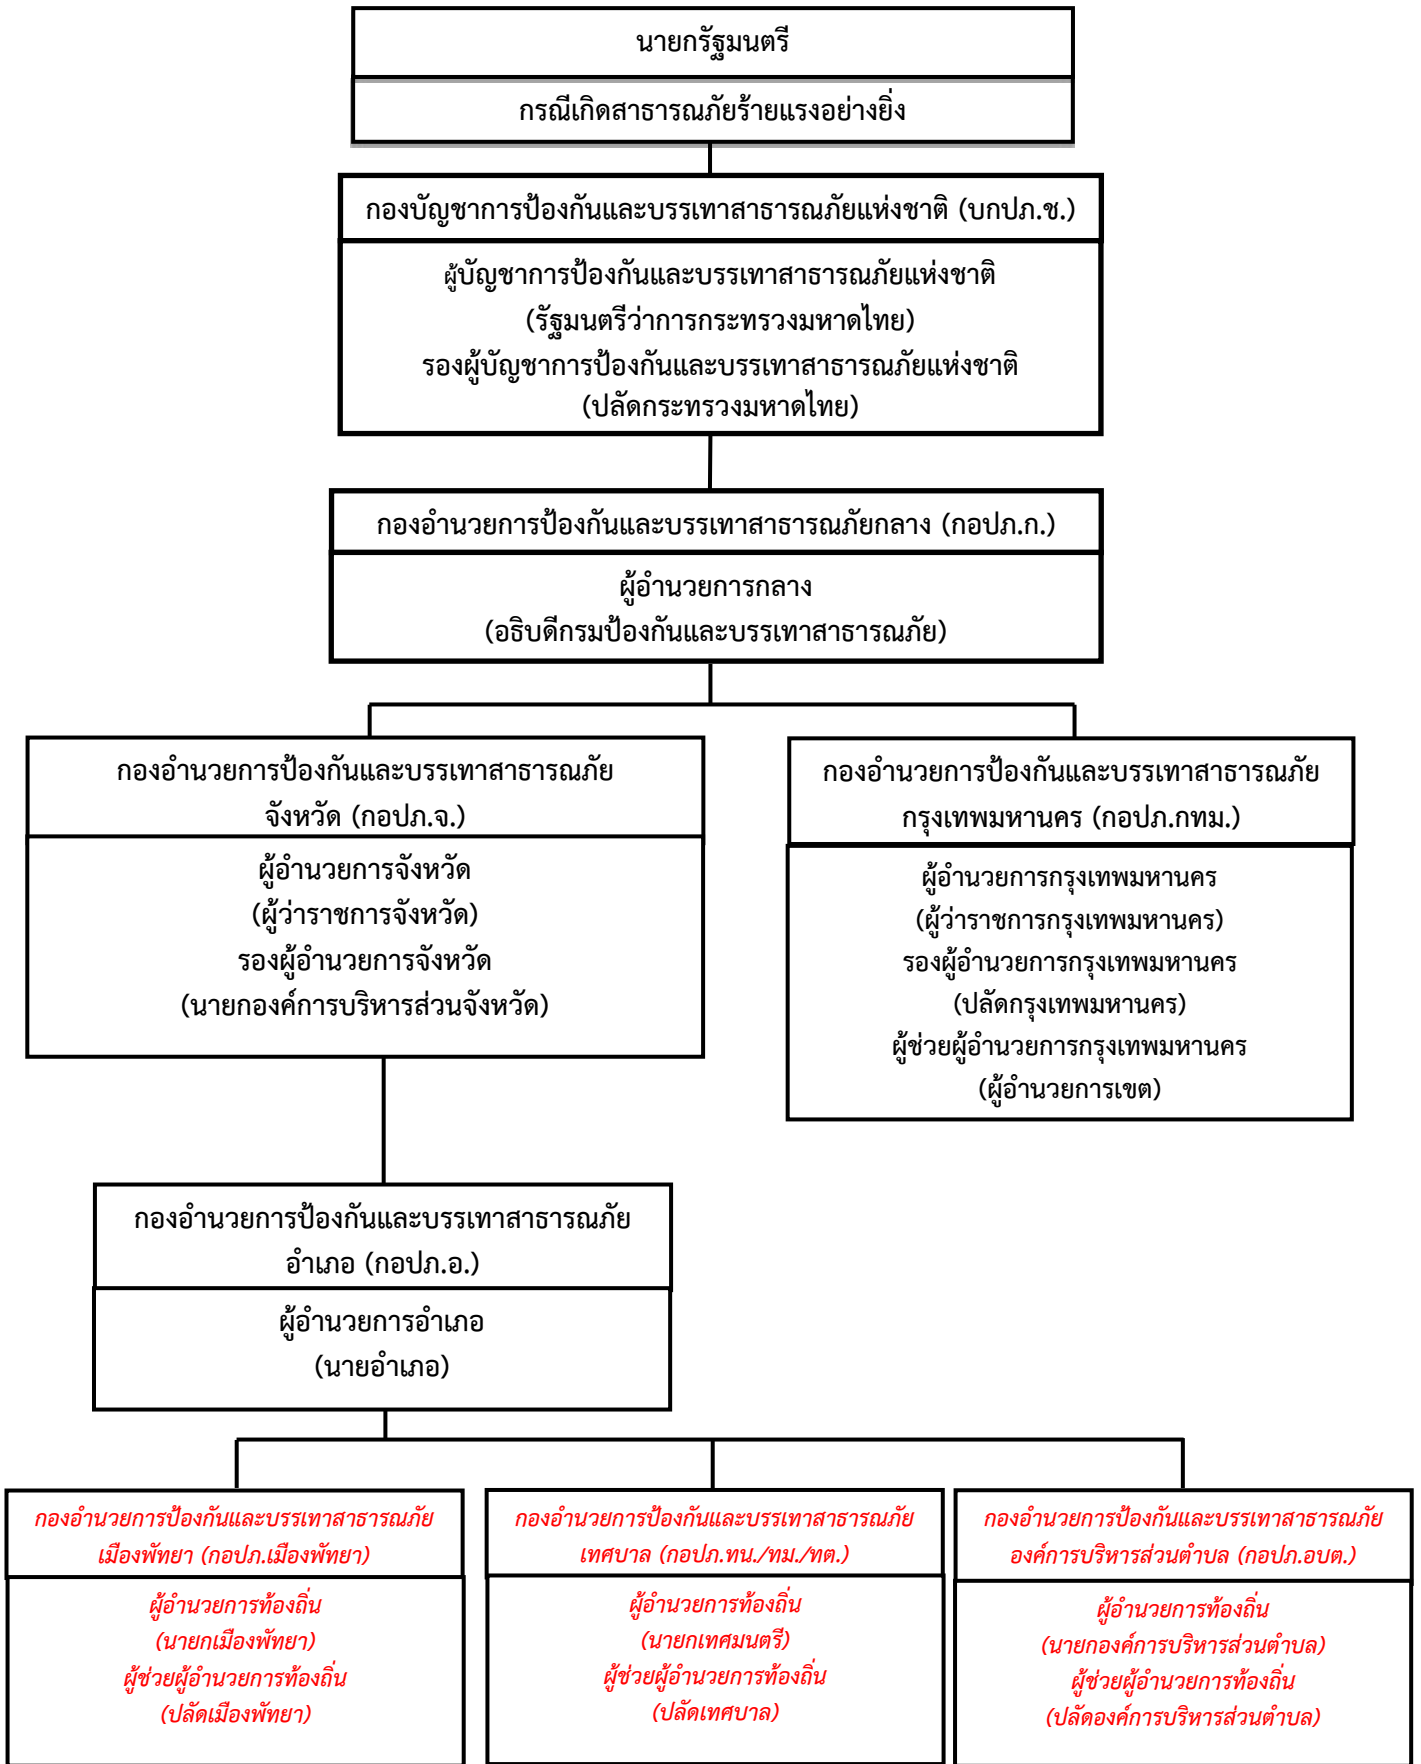 นายกรัฐมนตรี
กรณีเกิดสาธารณภัยร้ายแรงอย่างยิ่ง
กองบัญชาการป้องกันและบรรเทาสาธารณภัยแห่งชาติ (บกปภ.ช.)
ผู้บัญชาการป้องกันและบรรเทาสาธารณภัยแห่งชาติ
(รัฐมนตรีว่าการกระทรวงมหาดไทย)
รองผู้บัญชาการป้องกันและบรรเทาสาธารณภัยแห่งชาติ
(ปลัดกระทรวงมหาดไทย)
กองอำนวยการป้องกันและบรรเทาสาธารณภัยกลาง (กอปภ.ก.)
ผู้อำนวยการกลาง
(อธิบดีกรมป้องกันและบรรเทาสาธารณภัย)
กองอำนวยการป้องกันและบรรเทาสาธารณภัย
จังหวัด (กอปภ.จ.)
ผู้อำนวยการจังหวัด
(ผู้ว่าราชการจังหวัด)
รองผู้อำนวยการจังหวัด
(นายกองค์การบริหารส่วนจังหวัด)
กองอำนวยการป้องกันและบรรเทาสาธารณภัย
กรุงเทพมหานคร (กอปภ.กทม.)
ผู้อำนวยการกรุงเทพมหานคร
(ผู้ว่าราชการกรุงเทพมหานคร)
รองผู้อำนวยการกรุงเทพมหานคร
(ปลัดกรุงเทพมหานคร)
ผู้ช่วยผู้อำนวยการกรุงเทพมหานคร
(ผู้อำนวยการเขต)
กองอำนวยการป้องกันและบรรเทาสาธารณภัย
อำเภอ (กอปภ.อ.)
ผู้อำนวยการอำเภอ
(นายอำเภอ)
กองอำนวยการป้องกันและบรรเทาสาธารณภัย
เมืองพัทยา (กอปภ.เมืองพัทยา)
ผู้อำนวยการท้องถิ่น
(นายกเมืองพัทยา)
ผู้ช่วยผู้อำนวยการท้องถิ่น
(ปลัดเมืองพัทยา)
กองอำนวยการป้องกันและบรรเทาสาธารณภัย
เทศบาล (กอปภ.ทน./ทม./ทต.)
ผู้อำนวยการท้องถิ่น
(นายกเทศมนตรี)
ผู้ช่วยผู้อำนวยการท้องถิ่น
(ปลัดเทศบาล)
กองอำนวยการป้องกันและบรรเทาสาธารณภัย
องค์การบริหารส่วนตำบล (กอปภ.อบต.)
ผู้อำนวยการท้องถิ่น
(นายกองค์การบริหารส่วนตำบล)
ผู้ช่วยผู้อำนวยการท้องถิ่น
(ปลัดองค์การบริหารส่วนตำบล)